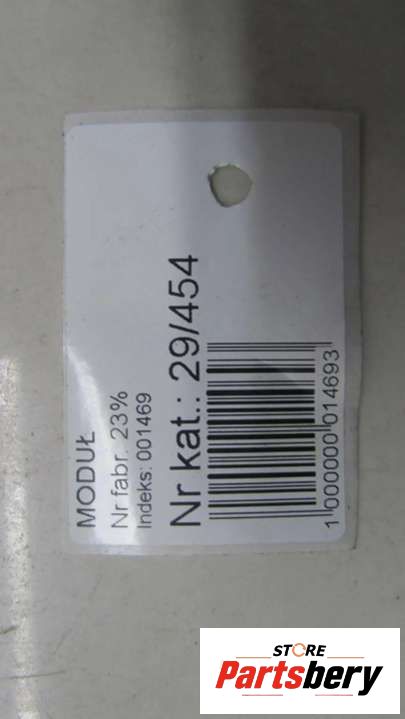 MODUŁ
Nr fabr. 23%
Indeks: 001469
Nr kat.: 29/454
1 000000 014693
STORE
Partsbery